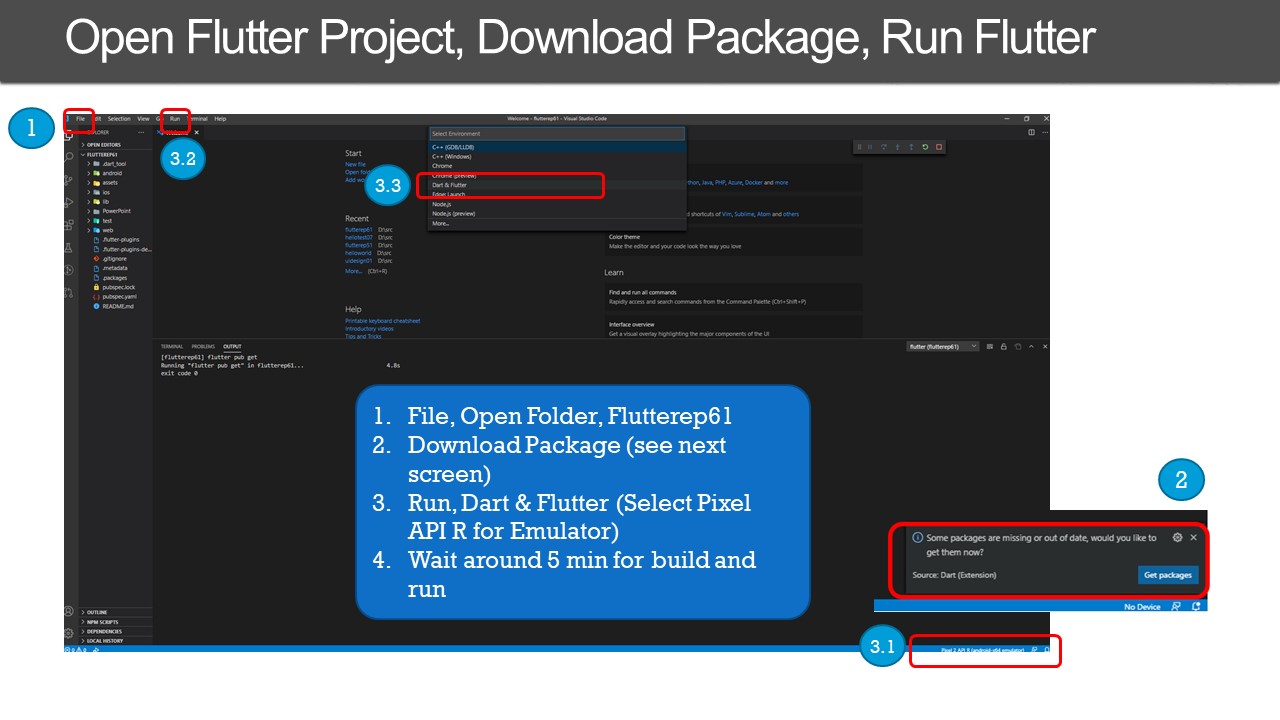 Open Flutter Project, Download Package, Run Flutter
1
File Edit Selection View Run Terminal Help
Welcome - flutterep61 - Visual Studio Code
3.2
EXPLORER
OPEN EDITORS
FLUTTEREP61
.dart_tool
android
assets
ios
lib
PowerPoint
test
web
.flutter-plugins
.flutter-plugins-de...
.gitignore
.metadata
.packages
pubspec.lock
pubspec.yaml
README.md
OUTLINE
NPM SCRIPTS
DEPENDENCIES
LOCAL HISTORY
Select Environment
C++ (GDB/LLDB)
C++ (Windows)
Chrome
Chrome (preview)
3.3
Dart & Flutter
Edge: Launch
Node.js
Node.js (preview)
More...
Start
New file
Open
Add
Recent
flutterep61 D:\src
hellotest07 D:\src
flutterep51 D:\src
helloworld D:\src
uidesign01 D:\src
More... (Ctrl+R)
Help
Printable keyboard cheatsheet
Introductory videos
Tips and Tricks
Java, PHP, Azure, Docker and more
shortcuts of Vim, Sublime, Atom and others
Color theme
Make the editor and your code look the way you love
Learn
Find and run all commands
Rapidly access and search commands from the Command Palette (Ctrl+Shift+P)
Interface overview
Get a visual overlay highlighting the major components of the UI
TERMINAL PROBLEMS OUTPUT
flutter (flutterep61)
[flutterep61] flutter pub get
Running "flutter pub get" in flutterep61... 4.8s
exit code 0
1. File, Open Folder, Flutterep61
2. Download Package (see next
screen)
3. Run, Dart & Flutter (Select Pixel
API R for Emulator)
4. Wait around 5 min for build and
run
2
Some packages are missing or out of date, would you like to
get them now?
Source: Dart (Extension)
Get packages
No Device
3.1
Pixel 2 API R (android-x86 emulator)